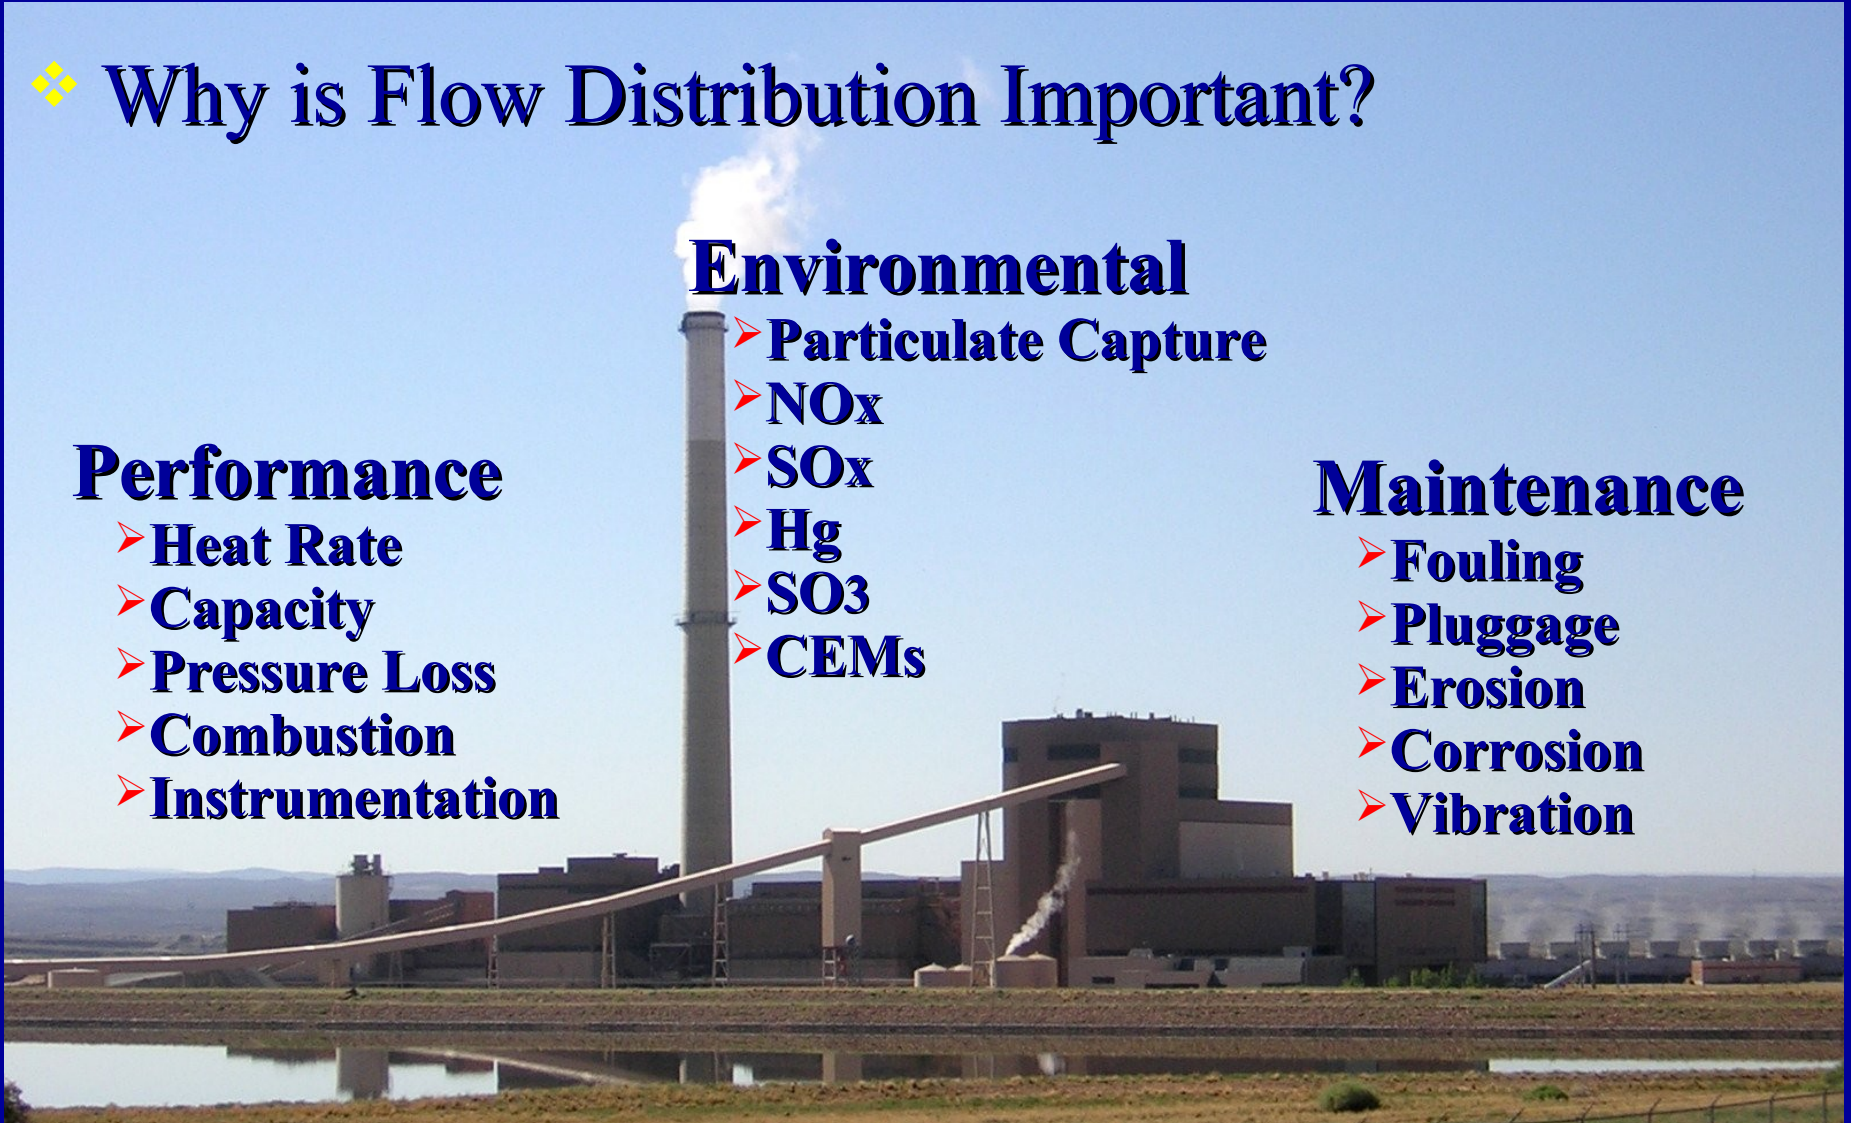 Why is Flow Distribution Important?
Environmental
Particulate Capture
NOx
SOx
Hg
SO3
CEMs
Performance
Heat Rate
Capacity
Pressure Loss
Combustion
Instrumentation
Maintenance
Fouling
Pluggage
Erosion
Corrosion
Vibration